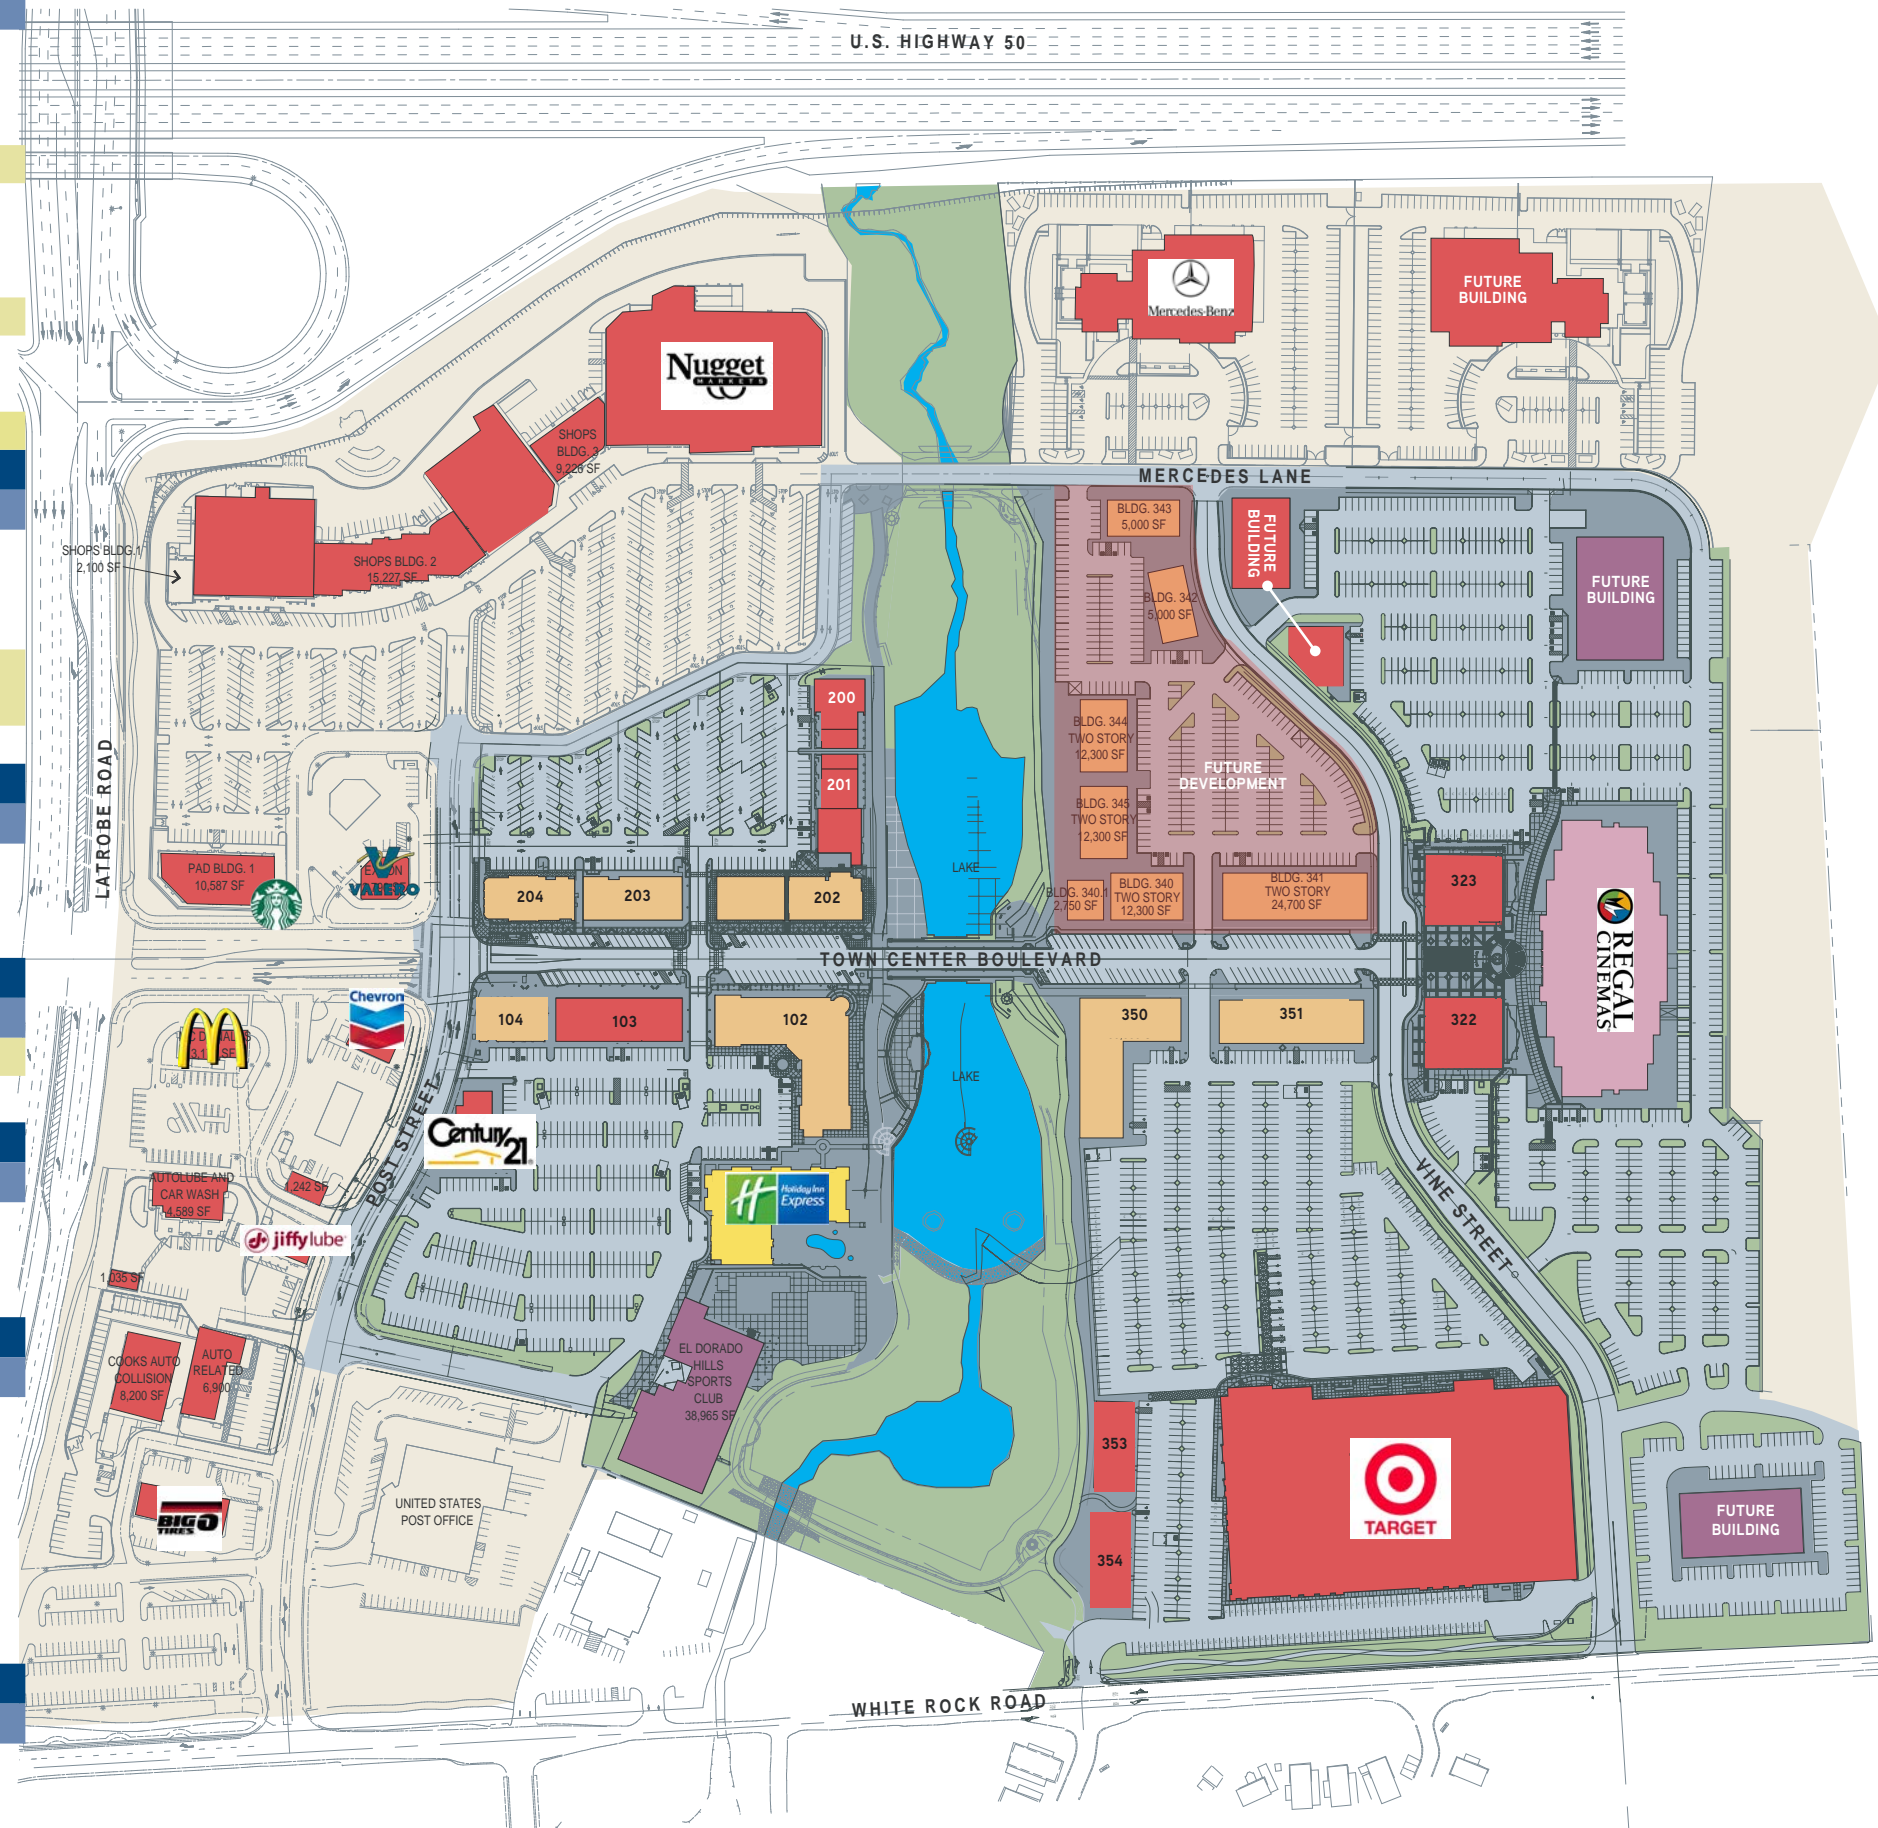 U.S. HIGHWAY 50
FUTURE
BUILDING
Mercedes-Benz
Nugget
MARKETS
SHOPS
BLDG. 3
9,228 SF
MERCEDES LANE
BLDG. 343
5,000 SF
FUTURE
BUILDING
SHOPS BLDG.1
2,100 SF
SHOPS BLDG. 2
15,227 SF
BLDG. 342
5,000 SF
FUTURE
BUILDING
200
BLDG. 344
TWO STORY
12,300 SF
FUTURE
DEVELOPMENT
201
BLDG. 345
TWO STORY
12,300 SF
LATROBE ROAD
PAD BLDG. 1
10,587 SF
VALERO
LAKE
204
203
202
BLDG. 340.1
2,750 SF
BLDG. 340
TWO STORY
12,300 SF
BLDG. 341
TWO STORY
24,700 SF
323
REGAL
CINEMAS
TOWN CENTER BOULEVARD
Chevron
104
103
102
350
351
322
LAKE
POST STREET
Century 21
AUTOLUBE AND
CAR WASH
4,589 SF
1,242 SF
Holiday Inn
Express
VINE STREET
jiffylube
1,035 SF
COOKS AUTO
COLLISION
8,200 SF
AUTO
RELATED
6,900
EL DORADO
HILLS
SPORTS
CLUB
38,965 SF
353
TARGET
BIG O
TIRES
UNITED STATES
POST OFFICE
FUTURE
BUILDING
354
WHITE ROCK ROAD